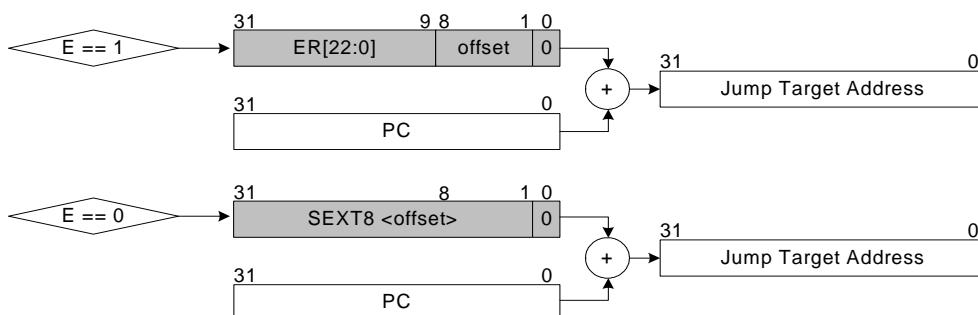 31 9 8 1 0
E == 1 ER[22:0] offset 0
31 0
+ Jump Target Address
31 0
PC
31 8 1 0
E == 0 SEXT8 <offset> 0
31 0
+ Jump Target Address
31 0
PC